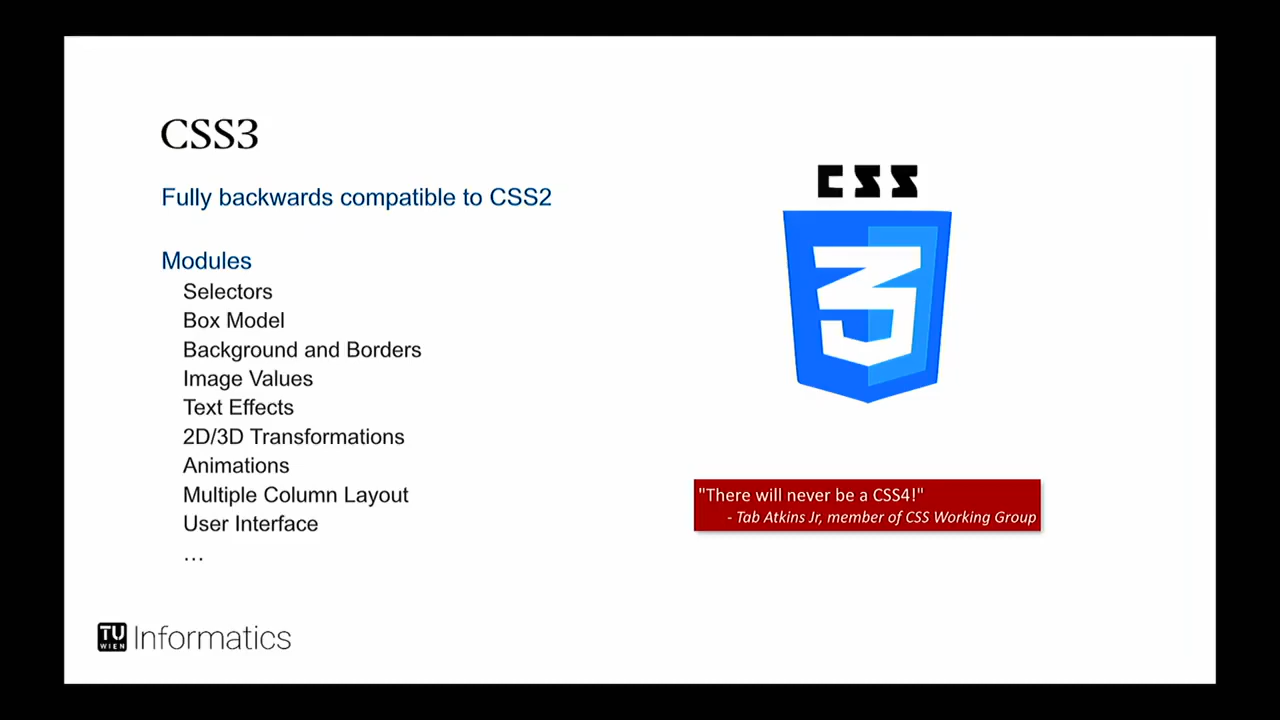 CSS3
Fully backwards compatible to CSS2
Modules
Selectors
Box Model
Background and Borders
Image Values
Text Effects
2D/3D Transformations
Animations
Multiple Column Layout
User Interface
…
CSS
3
"There will never be a CSS4!"
- Tab Atkins Jr, member of CSS Working Group
TU
WIEN
Informatics